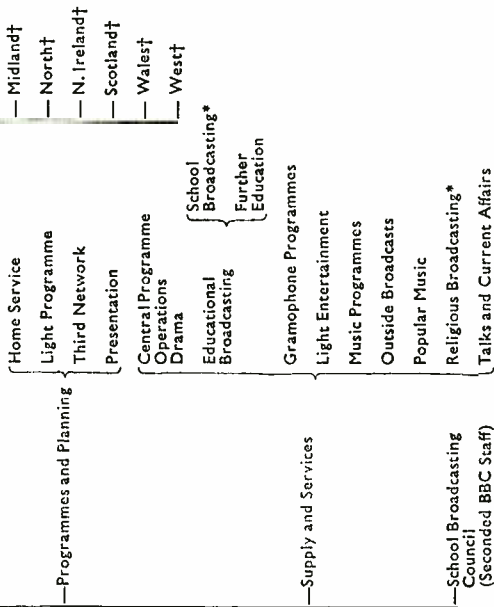 — Midland†
— North†
— N. Ireland†
— Scotland†
— Wales†
— West†
—Programmes and Planning
Home Service
Light Programme
Third Network
Presentation
—Supply and Services
Central Programme
Operations
Drama
Educational
Broadcasting
School
Broadcasting*
Further
Education
Gramophone Programmes
Light Entertainment
Music Programmes
Outside Broadcasts
Popular Music
Religious Broadcasting*
Talks and Current Affairs
—School Broadcasting
Council
(Seconded BBC Staff)